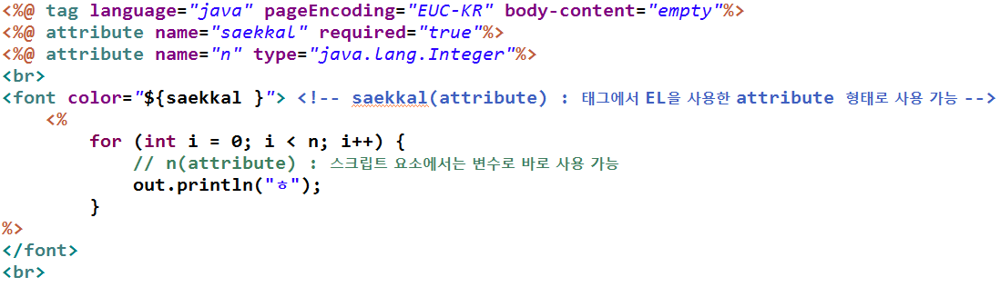 <%@ tag language="java" pageEncoding="EUC-KR" body-content="empty"%>
<%@ attribute name="saekkal" required="true"%>
<%@ attribute name="n" type="java.lang.Integer"%>
<br>
<font color="${saekkal }"> <!-- saekkal(attribute) : 태그에서 EL을 사용한 attribute 형태로 사용 가능 -->
    <%
        for (int i = 0; i < n; i++) {
            // n(attribute) : 스크립트 요소에서는 변수로 바로 사용 가능
            out.println("ㅎ");
        }
%>
</font>
<br>